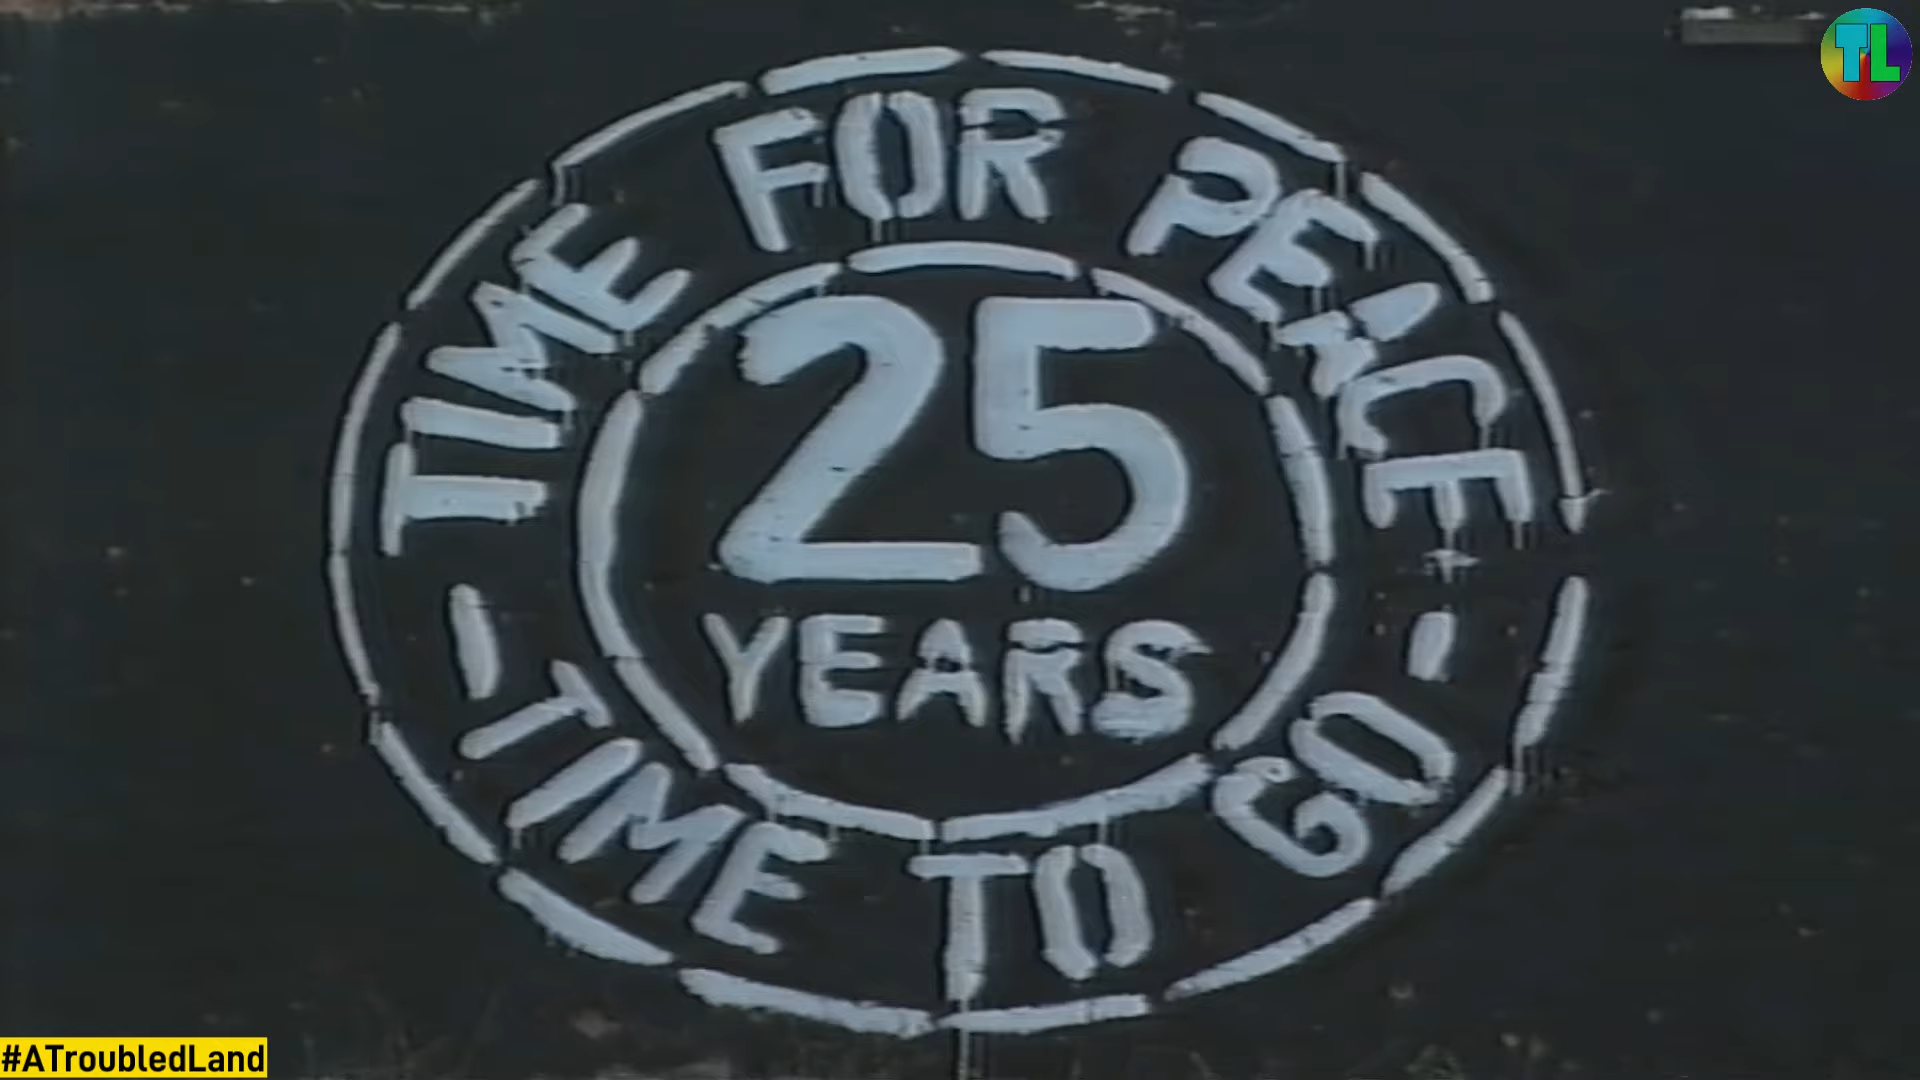 TL
TIME FOR PEACE - TIME TO GO -
25
YEARS
#ATroubledLand